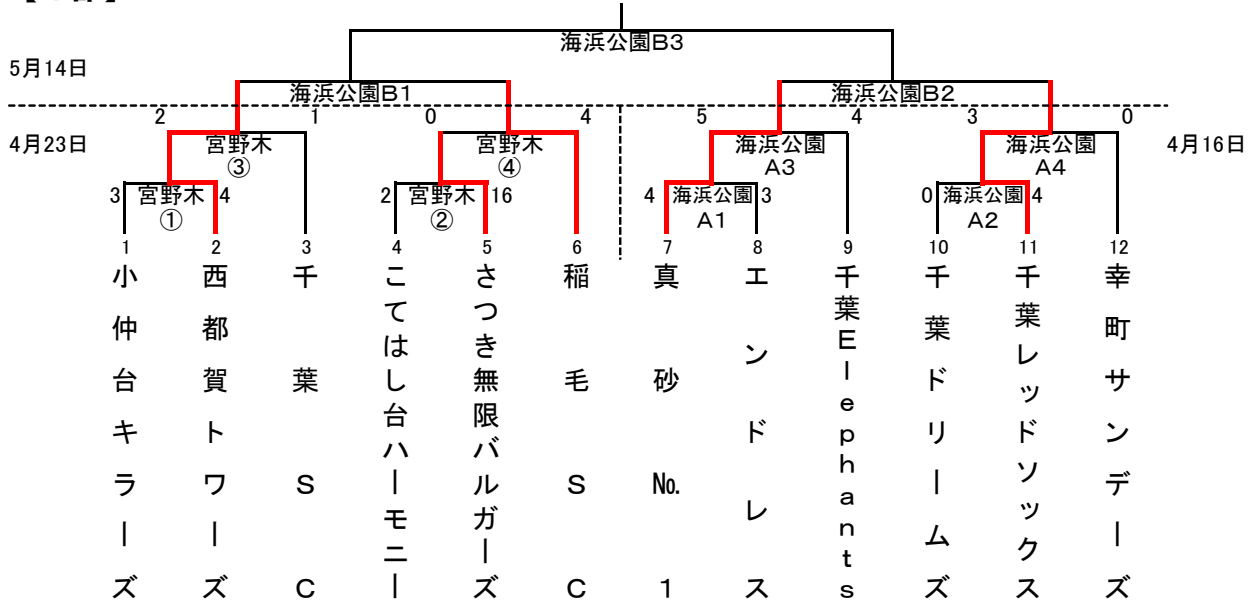 海浜公園B3
5月14日
海浜公園B1
海浜公園B2
2 1 0 4 5 4 3 0
4月23日
宮野木
③
宮野木
④
海浜公園
A3
海浜公園
A4
4月16日
3 宮野木 4
①
2 宮野木 16
②
4 海浜公園 3
A1
0 海浜公園 4
A2
1 2 3 4 5 6 7 8 9 10 11 12
小仲台キラーズ
西都賀トワーズ
千葉SC
こてはし台ハーモニー
さつき無限バルガーズ
稲毛SC
真砂№1
エンドレス
千葉Elephants
千葉ドリームズ
千葉レッドソックス
幸町サンデーズ